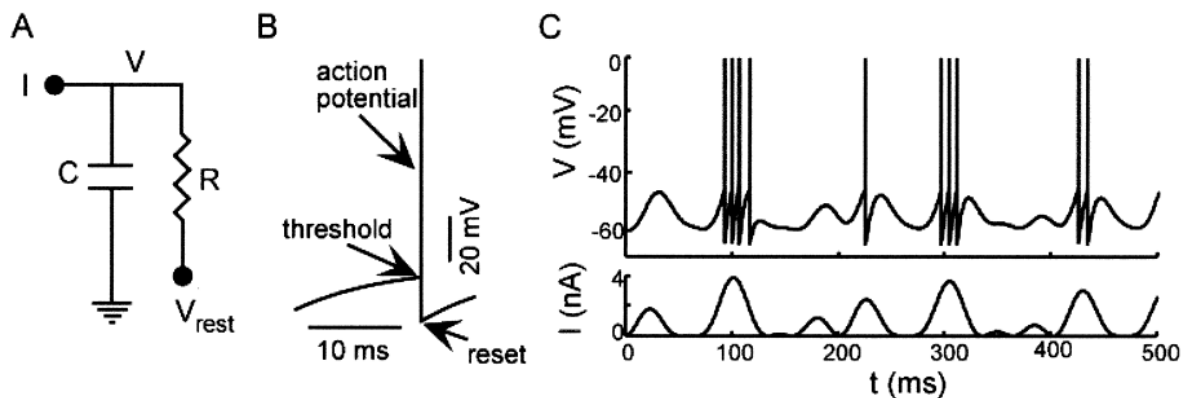 A
V
I
C
R
V_rest
B
action
potential
threshold
20 mV
10 ms
reset
C
V (mV)
0
-20
-40
-60
I (nA)
4
0
0 100 200 300 400 500
t (ms)